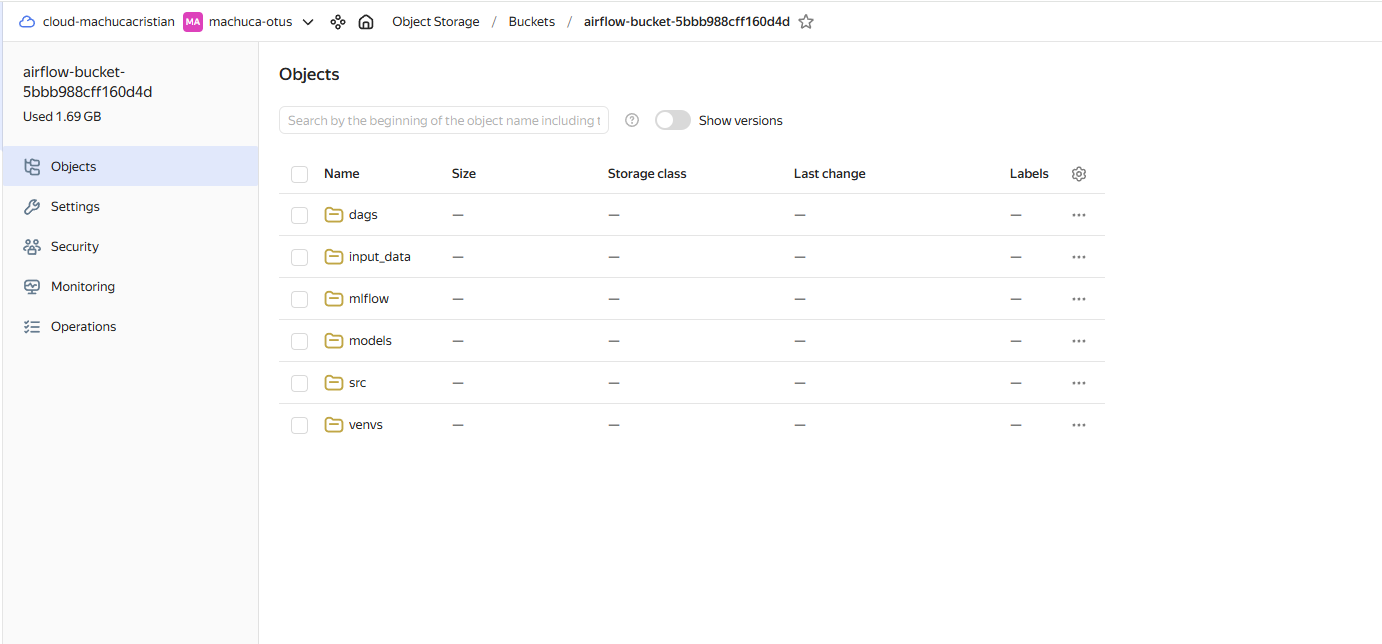 cloud-machucacristian MA machuca-otus Object Storage / Buckets / airflow-bucket-5bbb988cff160d4d
airflow-bucket-
5bbb988cff160d4d
Used 1.69 GB
Objects
Settings
Security
Monitoring
Operations
Objects
Search by the beginning of the object name including t
Show versions
Name Size Storage class Last change Labels
dags — — — —
input_data — — — —
mlflow — — — —
models — — — —
src — — — —
venvs — — — —